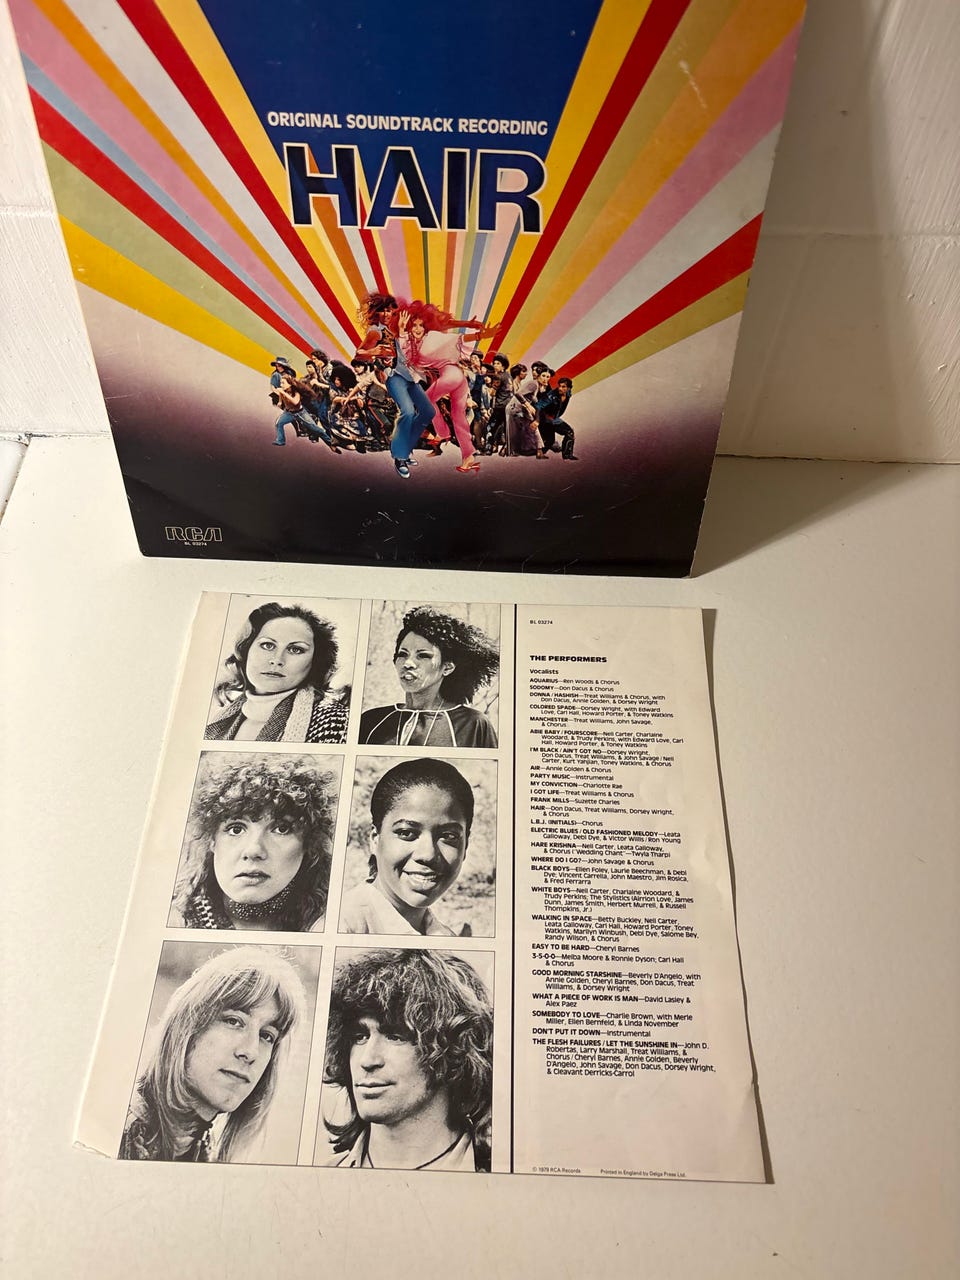 ORIGINAL SOUNDTRACK RECORDING
HAIR
RCA
BL 03274
BL 03274
THE PERFORMERS
Vocalists
AQUARIUS—Ren Woods & Chorus
SODOMY—Don Dacus & Chorus
DONNA / HASHISH—Treat Williams & Chorus, with
Don Dacus, Annie Golden, & Dorsey Wright
COLORED SPADE—Dorsey Wright, with Edward
Love, Carl Hall, Howard Porter, & Toney Watkins
MANCHESTER—Treat Williams, John Savage,
& Chorus
ABIE BABY / FOURSCORE—Nell Carter, Charlaine
Woodard, & Trudy Perkins, with Edward Love, Carl
Hall, Howard Porter, & Toney Watkins
I'M BLACK / AIN'T GOT NO—Dorsey Wright,
Don Dacus, Treat Williams, & John Savage / Nell
Carter, Kurt Yahjian, Toney Watkins, & Chorus
AIR—Annie Golden & Chorus
PARTY MUSIC—Instrumental
MY CONVICTION—Charlotte Rae
I GOT LIFE—Treat Williams & Chorus
FRANK MILLS—Suzette Charles
HAIR—Don Dacus, Treat Williams, Dorsey Wright,
& Chorus
L.B.J. (INITIALS)—Chorus
ELECTRIC BLUES / OLD FASHIONED MELODY—Leata
Galloway, Debi Dye, & Victor Willis / Ron Young
HARE KRISHNA—Nell Carter, Leata Galloway,
& Chorus ("Wedding Chant"—Twyla Tharp)
WHERE DO I GO?—John Savage & Chorus
BLACK BOYS—Ellen Foley, Laurie Beechman, & Debi
Dye; Vincent Carrella, John Maestro, Jim Rosica,
& Fred Ferrarra
WHITE BOYS—Nell Carter, Charlaine Woodard, &
Trudy Perkins; The Stylistics (Airrion Love, James
Dunn, James Smith, Herbert Murrell, & Russell
Thompkins, Jr.)
WALKING IN SPACE—Betty Buckley, Nell Carter,
Leata Galloway, Carl Hall, Howard Porter, Toney
Watkins, Marilyn Winbush, Debi Dye, Salome Bey,
Randy Wilson, & Chorus
EASY TO BE HARD—Cheryl Barnes
3-5-0-0—Melba Moore & Ronnie Dyson; Carl Hall
& Chorus
GOOD MORNING STARSHINE—Beverly D'Angelo, with
Annie Golden, Cheryl Barnes, Don Dacus, Treat
Williams, & Dorsey Wright
WHAT A PIECE OF WORK IS MAN—David Lasley &
Alex Paez
SOMEBODY TO LOVE—Charlie Brown, with Merle
Miller, Ellen Bernfeld, & Linda November
DON'T PUT IT DOWN—Instrumental
THE FLESH FAILURES / LET THE SUNSHINE IN—John D.
Robertas, Larry Marshall, Treat Williams, &
Chorus / Cheryl Barnes, Annie Golden, Beverly
D'Angelo, John Savage, Don Dacus, Dorsey Wright,
& Cleavant Derricks-Carrol
© 1979 RCA Records Printed in England by Delga Press Ltd.